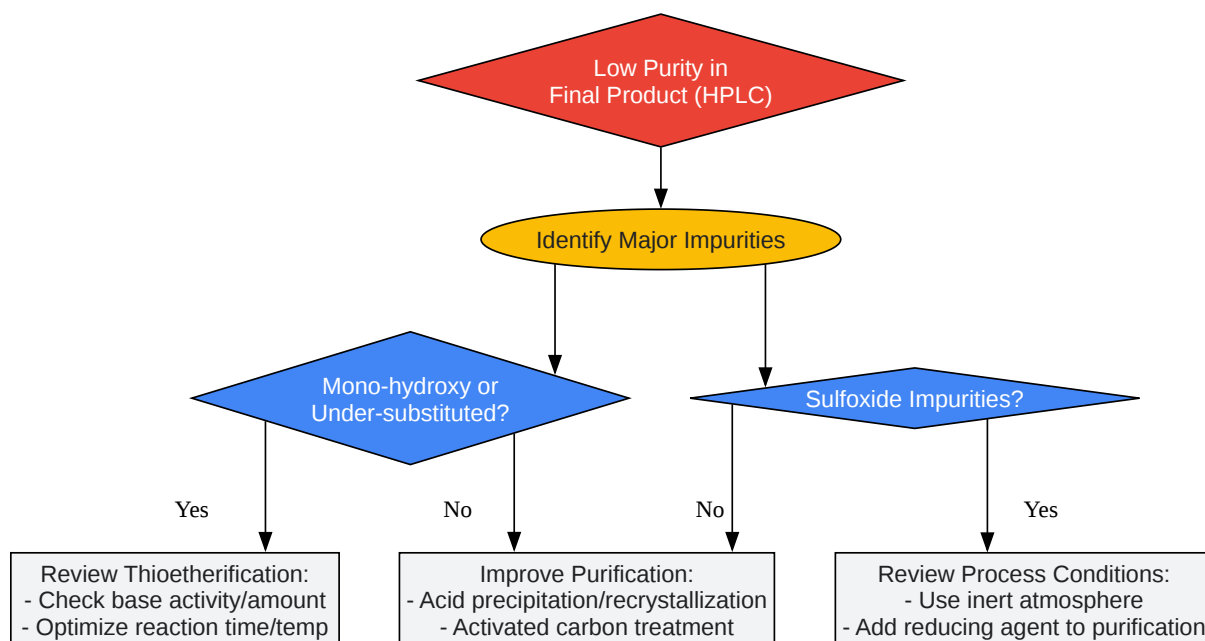 Low Purity in
Final Product (HPLC)
Identify Major Impurities
Mono-hydroxy or
Under-substituted?
Sulfoxide Impurities?
Yes
No
No
Yes
Review Thioetherification:
- Check base activity/amount
- Optimize reaction time/temp
Improve Purification:
- Acid precipitation/recrystallization
- Activated carbon treatment
Review Process Conditions:
- Use inert atmosphere
- Add reducing agent to purification